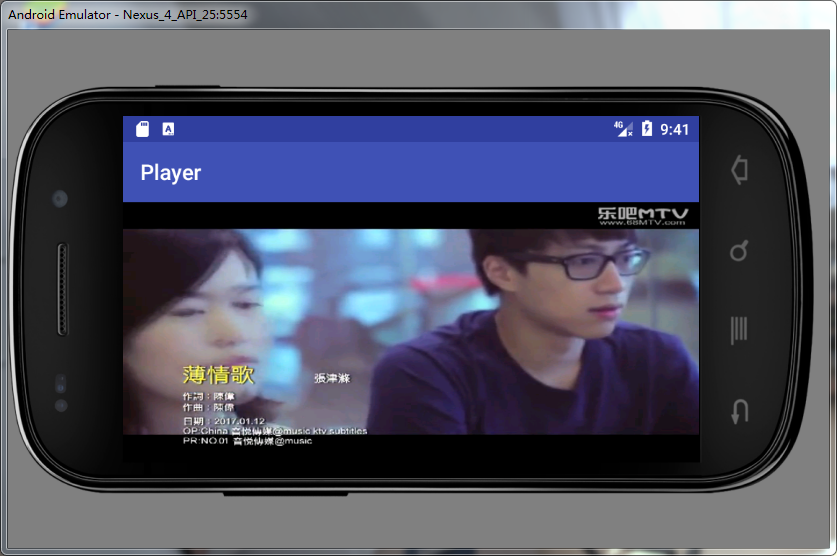 Android Emulator - Nexus_4_API_25:5554
4G
9:41
Player
乐吧MTV
www.68MTV.com
薄情歌 張津滌
作詞：陳偉
作曲：陳偉
日期：2017.01.12
OP:China 音悦傳媒@music ktv subtitles
PR:NO.01 音悦傳媒@music